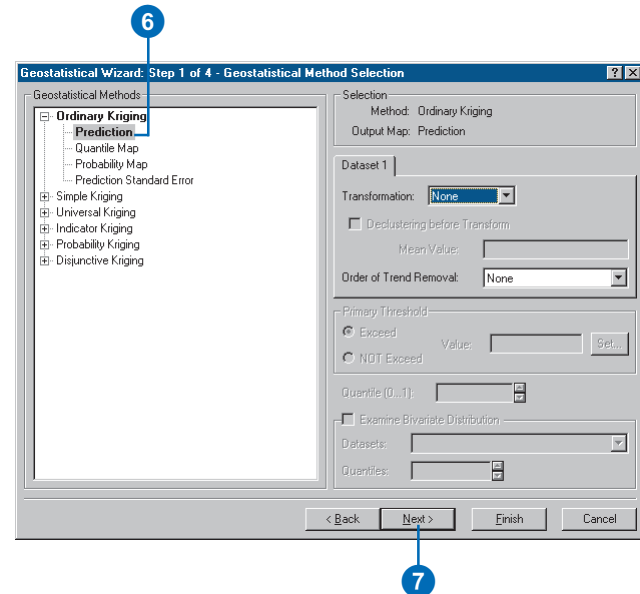 6
Geostatistical Wizard: Step 1 of 4 - Geostatistical Method Selection
Geostatistical Methods
Ordinary Kriging
Prediction
Quantile Map
Probability Map
Prediction Standard Error
Simple Kriging
Universal Kriging
Indicator Kriging
Probability Kriging
Disjunctive Kriging
Selection
Method: Ordinary Kriging
Output Map: Prediction
Dataset 1
Transformation: None
Declustering before Transform
Mean Value:
Order of Trend Removal: None
Primary Threshold
Exceed
Value: Set...
NOT Exceed
Quantile (0...1):
Examine Bivariate Distribution
Datasets:
Quantiles:
< Back Next > Finish Cancel
7